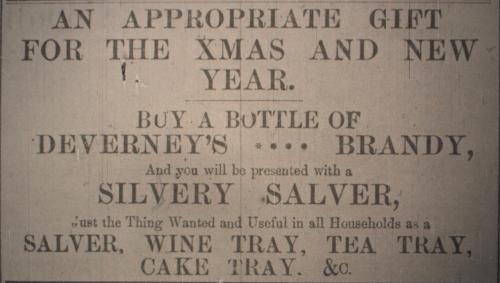 AN APPROPRIATE GIFT
FOR THE XMAS AND NEW
YEAR.
BUY A BOTTLE OF
DEVERNEY'S **** BRANDY,
And you will be presented with a
SILVERY SALVER,
Just the Thing Wanted and Useful in all Households as a
SALVER, WINE TRAY, TEA TRAY,
CAKE TRAY. &C.